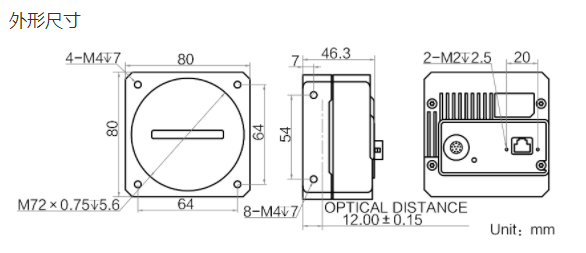 外形尺寸
4-M4↧7
80
46.3
7
2-M2↧2.5
20
80
64
54
M72×0.75↧5.6
64
8-M4↧7
OPTICAL DISTANCE
12.00±0.15
Unit: mm